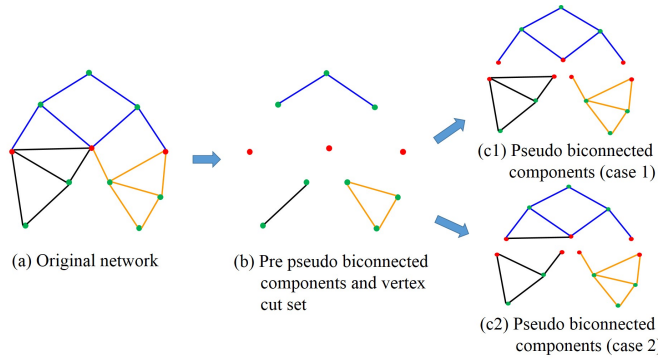 (a) Original network
(b) Pre pseudo biconnected
components and vertex
cut set
(c1) Pseudo biconnected
components (case 1)
(c2) Pseudo biconnected
components (case 2)